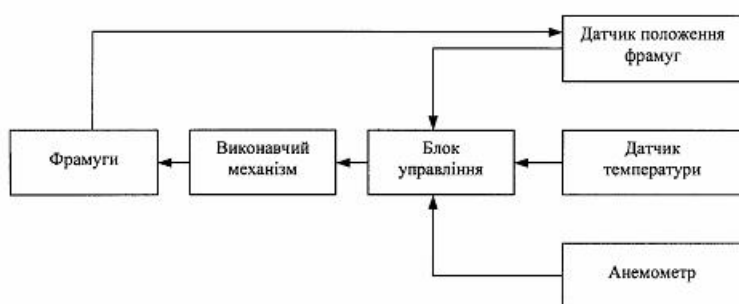 Датчик положення
фрамуг
Фрамуги
Виконавчий
механізм
Блок
управління
Датчик
температури
Анемометр